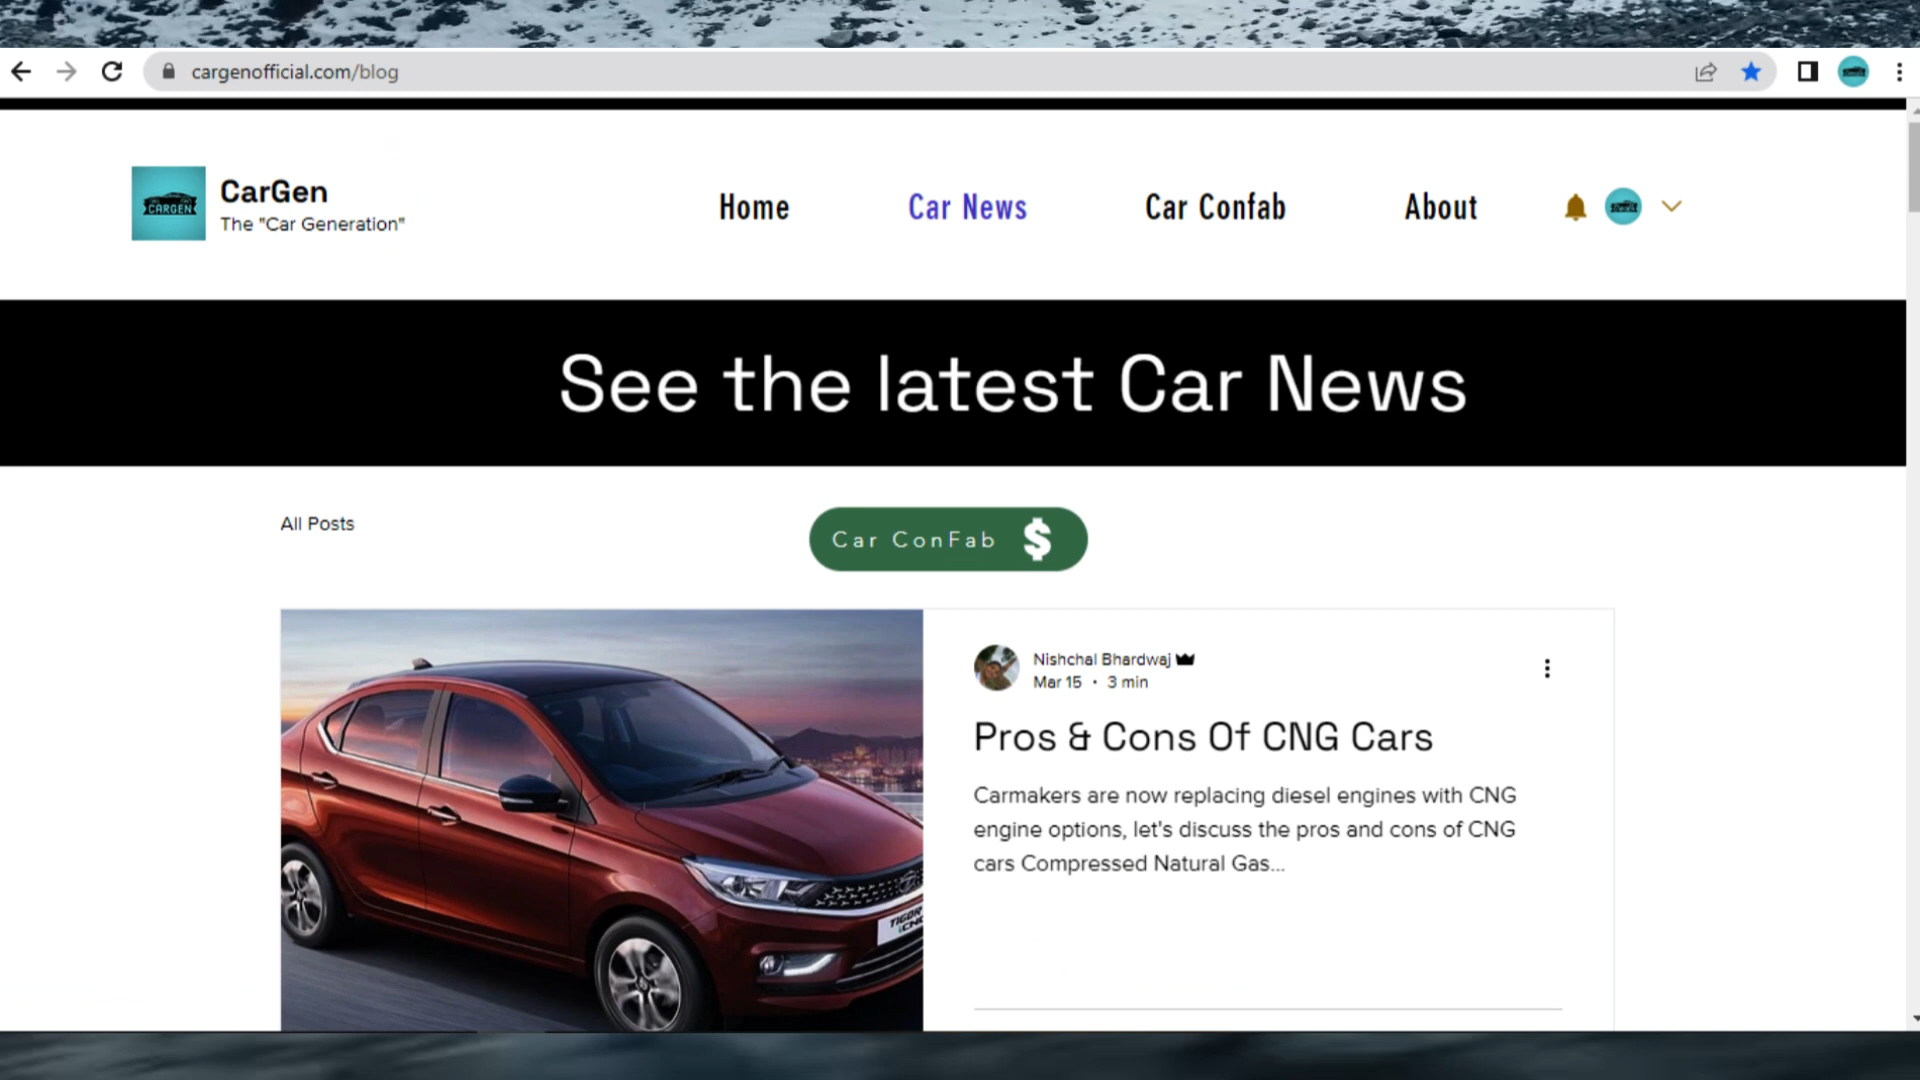 cargenofficial.com/blog
CARGEN
CarGen
The "Car Generation"
Home
Car News
Car Confab
About
See the latest Car News
All Posts
Car ConFab $
Nishchal Bhardwaj
Mar 15 · 3 min
Pros & Cons Of CNG Cars
Carmakers are now replacing diesel engines with CNG
engine options, let's discuss the pros and cons of CNG
cars Compressed Natural Gas...
TIGOR
iCNG